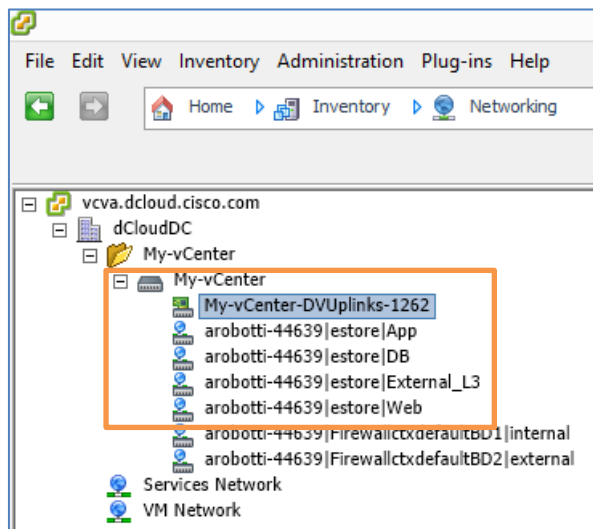 File Edit View Inventory Administration Plug-ins Help
Home Inventory Networking
vcva.dcloud.cisco.com
dCloudDC
My-vCenter
My-vCenter
My-vCenter-DVUplinks-1262
arobotti-44639|estore|App
arobotti-44639|estore|DB
arobotti-44639|estore|External_L3
arobotti-44639|estore|Web
arobotti-44639|FirewallctxdefaultBD1|internal
arobotti-44639|FirewallctxdefaultBD2|external
Services Network
VM Network